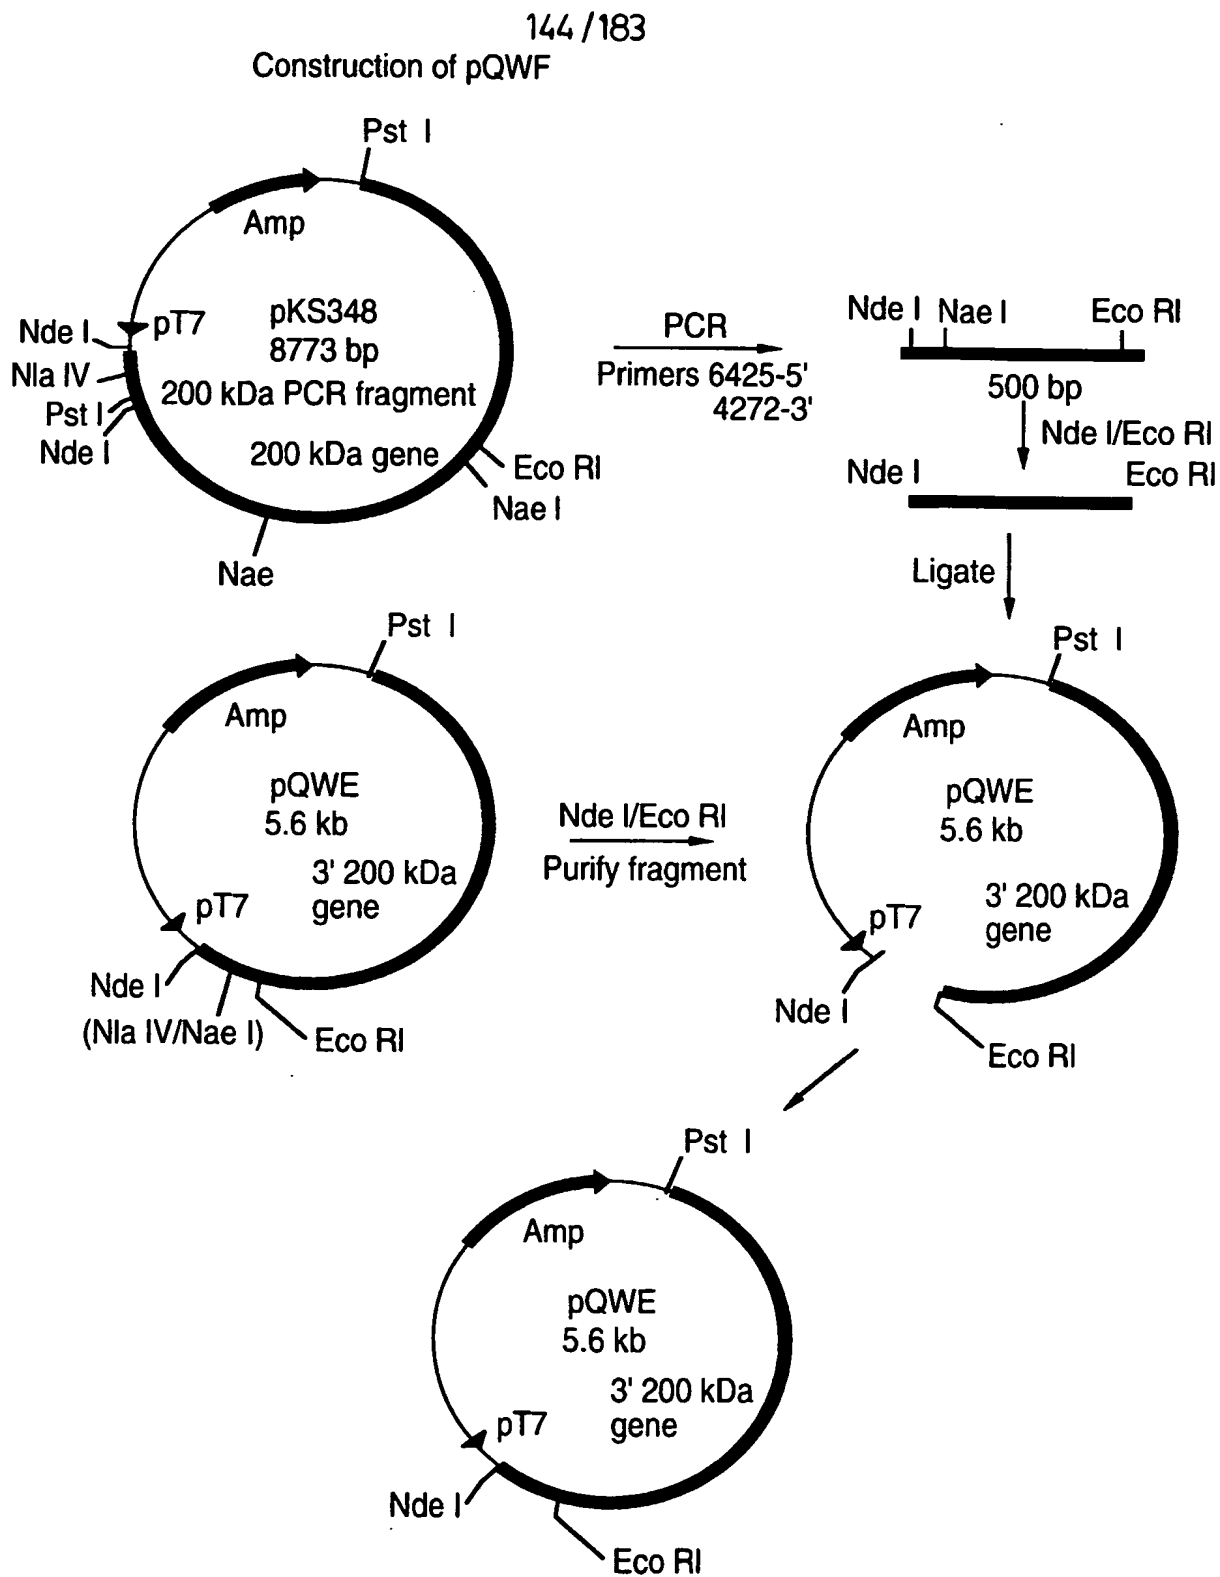 144/183
Construction of pQWF
Pst I
Amp
pKS348
8773 bp
200 kDa PCR fragment
200 kDa gene
pT7
Nde I
Nla IV
Pst I
Nde I
Eco RI
Nae I
Nae
PCR
Primers 6425-5'
4272-3'
Nde I
Nae I
Eco RI
500 bp
Nde I/Eco RI
Nde I
Eco RI
Ligate
Pst I
Amp
pQWE
5.6 kb
3' 200 kDa
gene
pT7
Nde I
(Nla IV/Nae I)
Eco RI
Nde I/Eco RI
Purify fragment
Pst I
Amp
pQWE
5.6 kb
3' 200 kDa
gene
pT7
Nde I
Eco RI
Pst I
Amp
pQWE
5.6 kb
3' 200 kDa
gene
pT7
Nde I
Eco RI